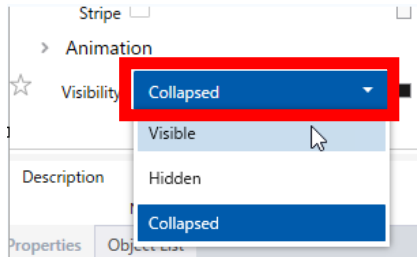 Stripe
Animation
Visibility Collapsed
Visible
Hidden
Collapsed
Description
Properties Object List